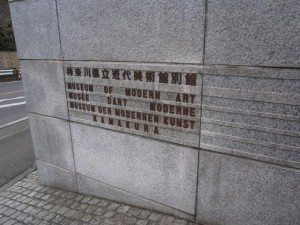 神奈川県立近代美術館別館
MUSEUM OF MODERN ART
MUSEE D'ART MODERNE
MUSEUM DER MODERNEN KUNST
KAMAKURA